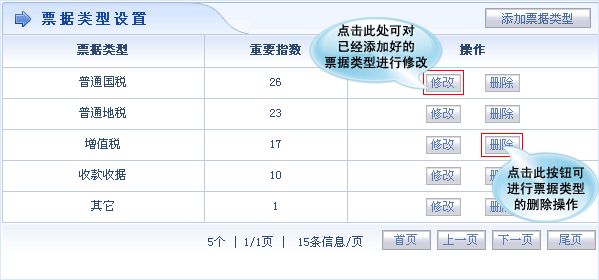 票据类型设置
添加票据类型
票据类型 重要指数 操作
点击此处可对
已经添加好的
票据类型进行修改
普通国税 26 修改 删除
普通地税 23 修改 删除
增值税 17 修改 删除
收款收据 10 修改
其它 1 修改
点击此按钮可
进行票据类型
的删除操作
5个 | 1/1页 | 15条信息/页 首页 上一页 下一页 尾页